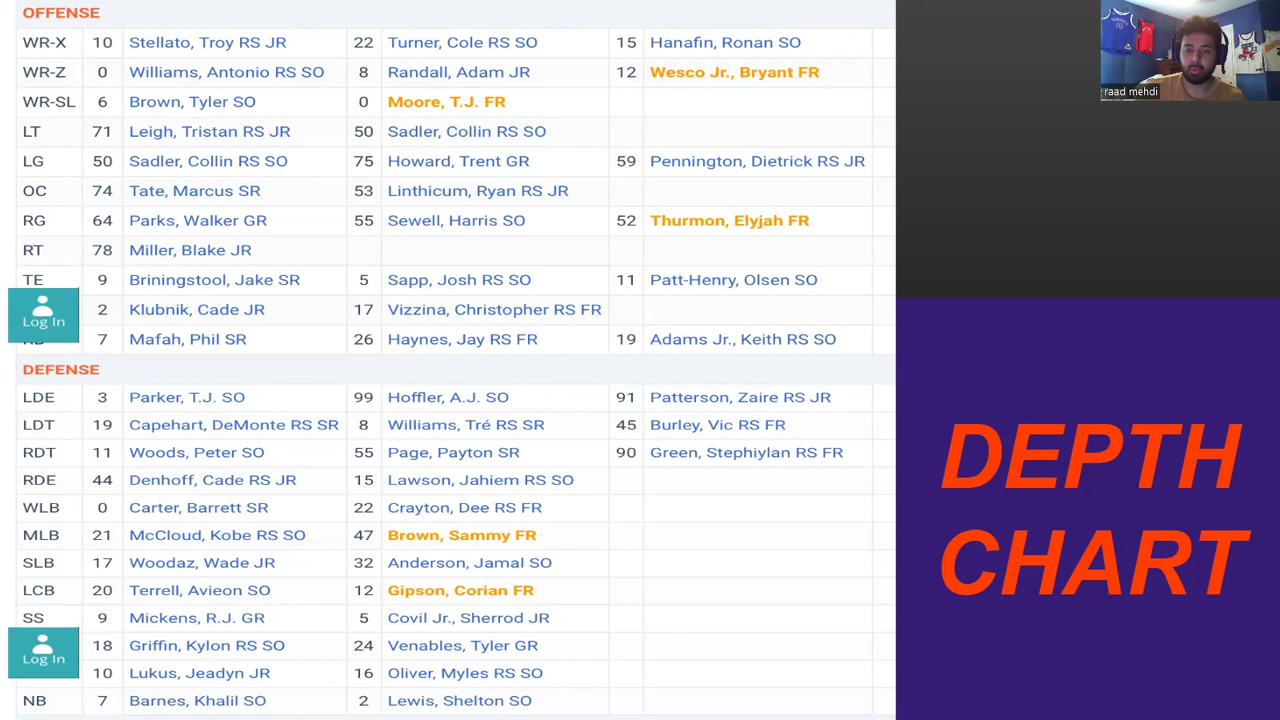 OFFENSE
WR-X 10 Stellato, Troy RS JR 22 Turner, Cole RS SO 15 Hanafin, Ronan SO
WR-Z 0 Williams, Antonio RS SO 8 Randall, Adam JR 12 Wesco Jr., Bryant FR
WR-SL 6 Brown, Tyler SO 0 Moore, T.J. FR
LT 71 Leigh, Tristan RS JR 50 Sadler, Collin RS SO
LG 50 Sadler, Collin RS SO 75 Howard, Trent GR 59 Pennington, Dietrick RS JR
OC 74 Tate, Marcus SR 53 Linthicum, Ryan RS JR
RG 64 Parks, Walker GR 55 Sewell, Harris SO 52 Thurmon, Elyjah FR
RT 78 Miller, Blake JR
TE 9 Briningstool, Jake SR 5 Sapp, Josh RS SO 11 Patt-Henry, Olsen SO
2 Klubnik, Cade JR 17 Vizzina, Christopher RS FR
Log In
7 Mafah, Phil SR 26 Haynes, Jay RS FR 19 Adams Jr., Keith RS SO
DEFENSE
LDE 3 Parker, T.J. SO 99 Hoffler, A.J. SO 91 Patterson, Zaire RS JR
LDT 19 Capehart, DeMonte RS SR 8 Williams, Tré RS SR 45 Burley, Vic RS FR
RDT 11 Woods, Peter SO 55 Page, Payton SR 90 Green, Stephiylan RS FR
RDE 44 Denhoff, Cade RS JR 15 Lawson, Jahiem RS SO
WLB 0 Carter, Barrett SR 22 Crayton, Dee RS FR
MLB 21 McCloud, Kobe RS SO 47 Brown, Sammy FR
SLB 17 Woodaz, Wade JR 32 Anderson, Jamal SO
LCB 20 Terrell, Avieon SO 12 Gipson, Corian FR
SS 9 Mickens, R.J. GR 5 Covil Jr., Sherrod JR
18 Griffin, Kylon RS SO 24 Venables, Tyler GR
Log In
10 Lukus, Jeadyn JR 16 Oliver, Myles RS SO
NB 7 Barnes, Khalil SO 2 Lewis, Shelton SO
raad mehdi
DEPTH
CHART